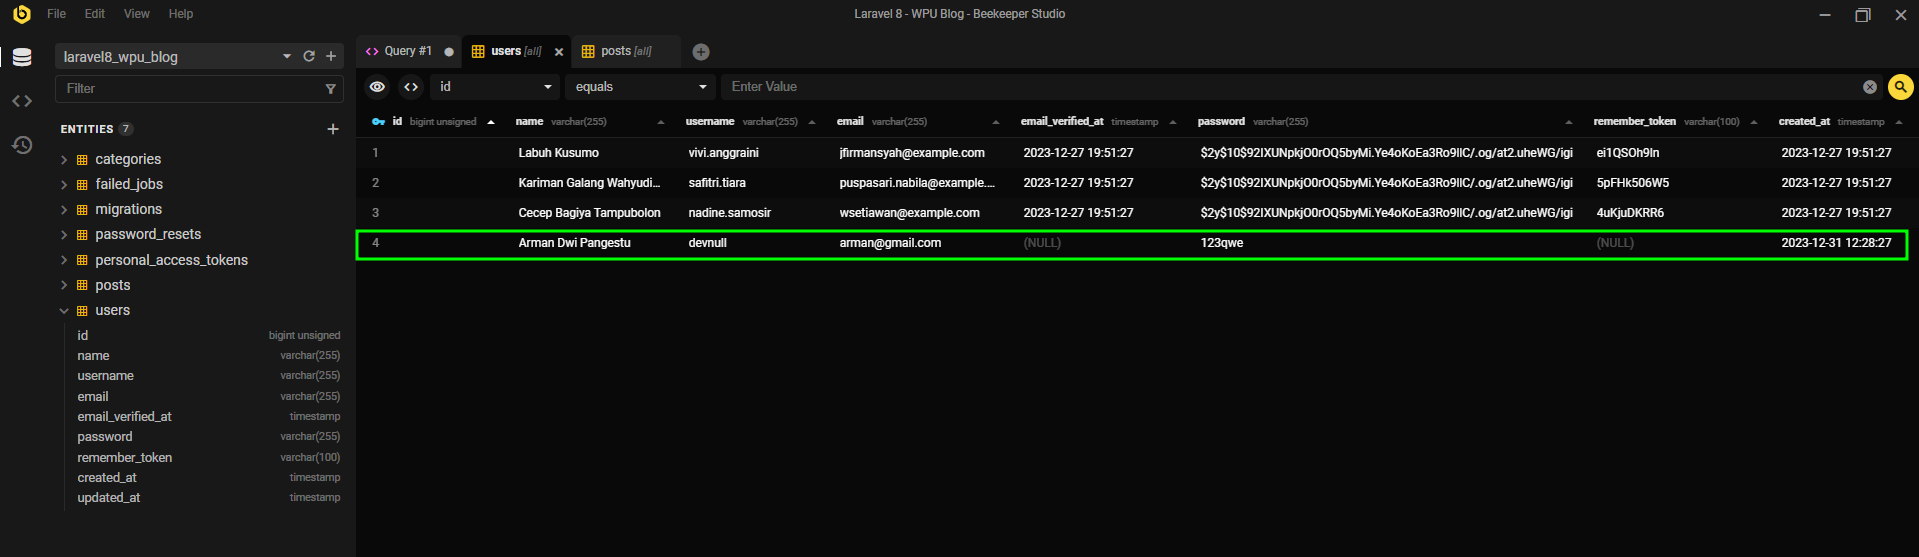 File Edit View Help
Laravel 8 - WPU Blog - Beekeeper Studio
laravel8_wpu_blog
Filter
ENTITIES 7
categories
failed_jobs
migrations
password_resets
personal_access_tokens
posts
users
id bigint unsigned
name varchar(255)
username varchar(255)
email varchar(255)
email_verified_at timestamp
password varchar(255)
remember_token varchar(100)
created_at timestamp
updated_at timestamp
Query #1 users [all] posts [all]
id equals Enter Value
id bigint unsigned name varchar(255) username varchar(255) email varchar(255) email_verified_at timestamp password varchar(255) remember_token varchar(100) created_at timestamp
1 Labuh Kusumo vivi.anggraini jfirmansyah@example.com 2023-12-27 19:51:27 $2y$10$92IXUNpkjO0rOQ5byMi.Ye4oKoEa3Ro9llC/.og/at2.uheWG/igi ei1QSOh9ln 2023-12-27 19:51:27
2 Kariman Galang Wahyudi... safitri.tiara puspasari.nabila@example.... 2023-12-27 19:51:27 $2y$10$92IXUNpkjO0rOQ5byMi.Ye4oKoEa3Ro9llC/.og/at2.uheWG/igi 5pFHk506W5 2023-12-27 19:51:27
3 Cecep Bagiya Tampubolon nadine.samosir wsetiawan@example.com 2023-12-27 19:51:27 $2y$10$92IXUNpkjO0rOQ5byMi.Ye4oKoEa3Ro9llC/.og/at2.uheWG/igi 4uKjuDKRR6 2023-12-27 19:51:27
4 Arman Dwi Pangestu devnull arman@gmail.com (NULL) 123qwe (NULL) 2023-12-31 12:28:27